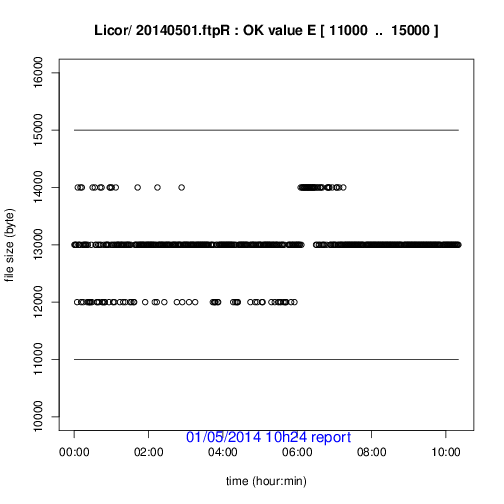 Licor/ 20140501.ftpR : OK value E [ 11000 .. 15000 ]
file size (byte)
16000
15000
14000
13000
12000
11000
10000
01/05/2014 10h24 report
00:00 02:00 04:00 06:00 08:00 10:00
time (hour:min)